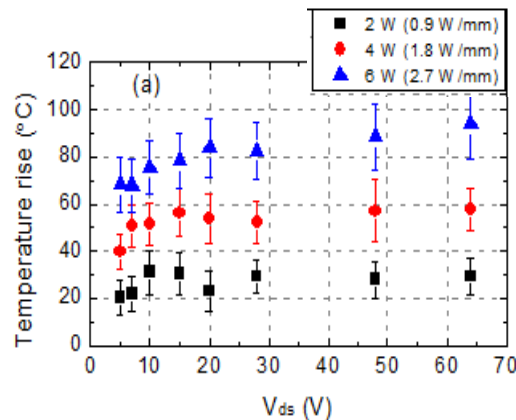 2 W (0.9 W/mm)
4 W (1.8 W/mm)
6 W (2.7 W/mm)
(a)
Temperature rise (°C)
120
100
80
60
40
20
0
0 10 20 30 40 50 60 70
Vds (V)